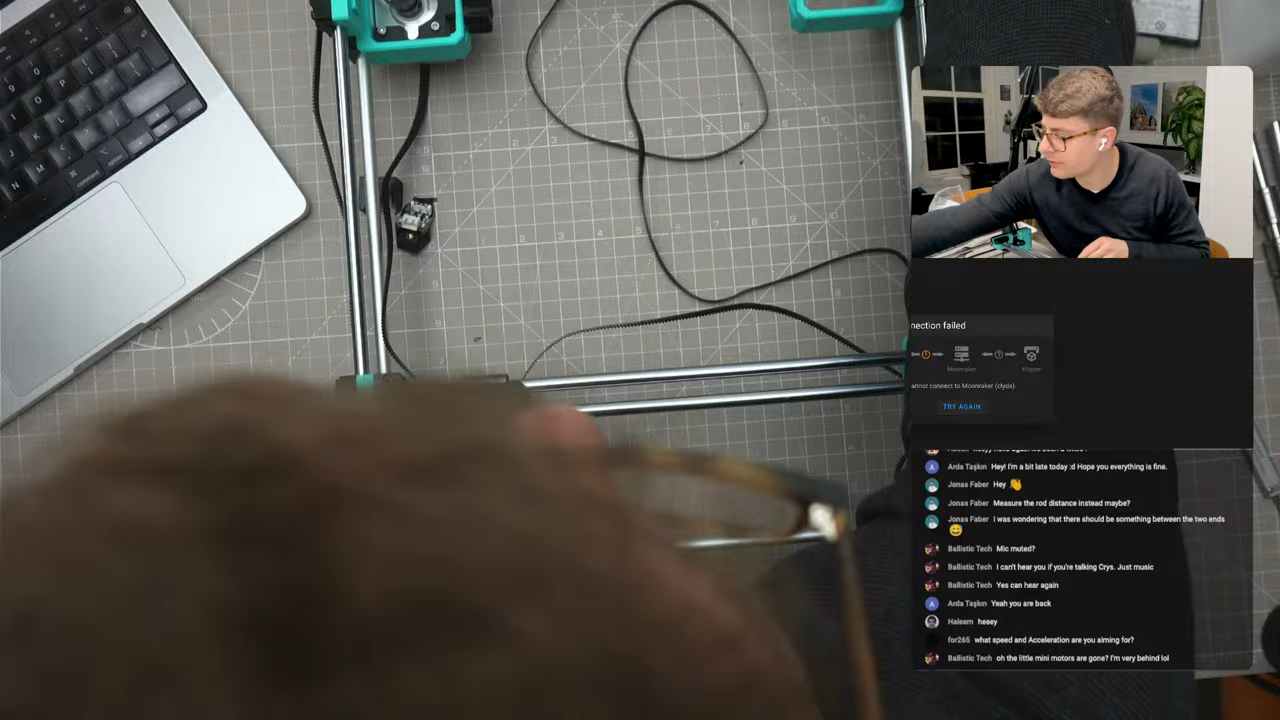 nection failed
Moonraker
Klipper
annot connect to Moonraker (clyde).
TRY AGAIN
Arda Taşkın Hey! I'm a bit late today :d Hope you everything is fine.
Jonas Faber Hey 👏
Jonas Faber Measure the rod distance instead maybe?
Jonas Faber I was wondering that there should be something between the two ends
😅
Ballistic Tech Mic muted?
Ballistic Tech I can't hear you if you're talking Crys. Just music
Ballistic Tech Yes can hear again
Arda Taşkın Yeah you are back
Haleem heeey
for265 what speed and Acceleration are you aiming for?
Ballistic Tech oh the little mini motors are gone? I'm very behind lol
command